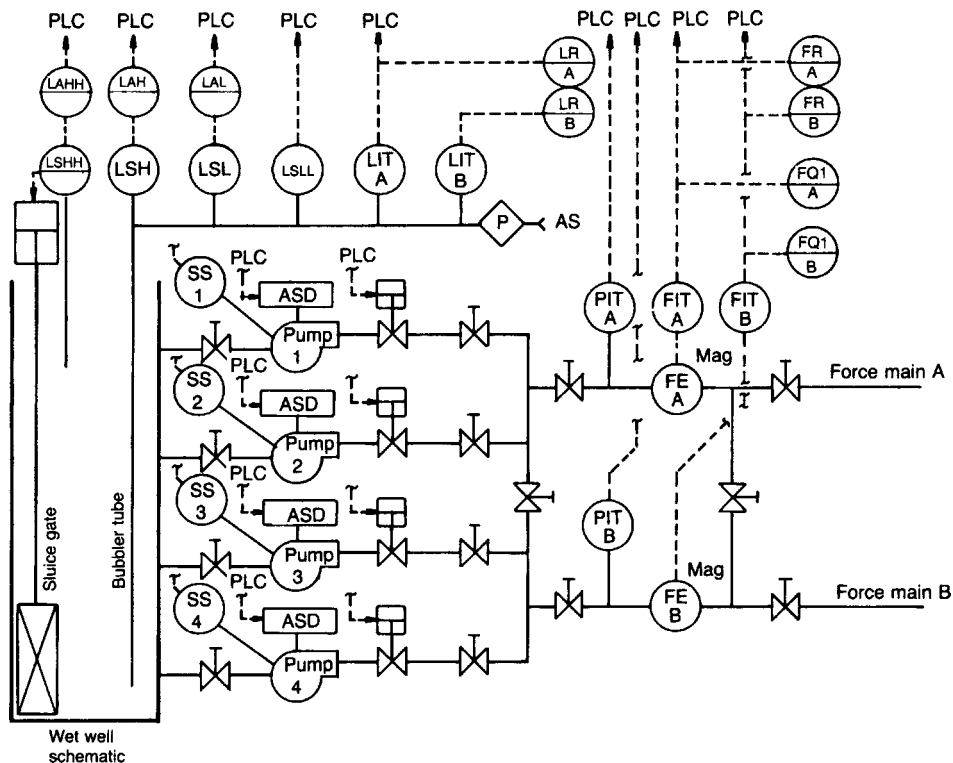 PLC PLC PLC PLC PLC PLC PLC PLC PLC
LR
A
LR
B
FR
A
FR
B
LAHH LAH LAL
LSHH LSH LSL LSLL LIT
A
LIT
B
FQ1
A
FQ1
B
P AS
SS
1
PLC
ASD
PLC
Pump
1
PIT
A
FIT
A
FIT
B
Mag
FE
A
Force main A
SS
2
PLC
ASD
Pump
2
SS
3
PLC
ASD
Pump
3
PIT
B
Mag
FE
B
Force main B
SS
4
PLC
ASD
Pump
4
Sluice gate
Bubbler tube
Wet well
schematic